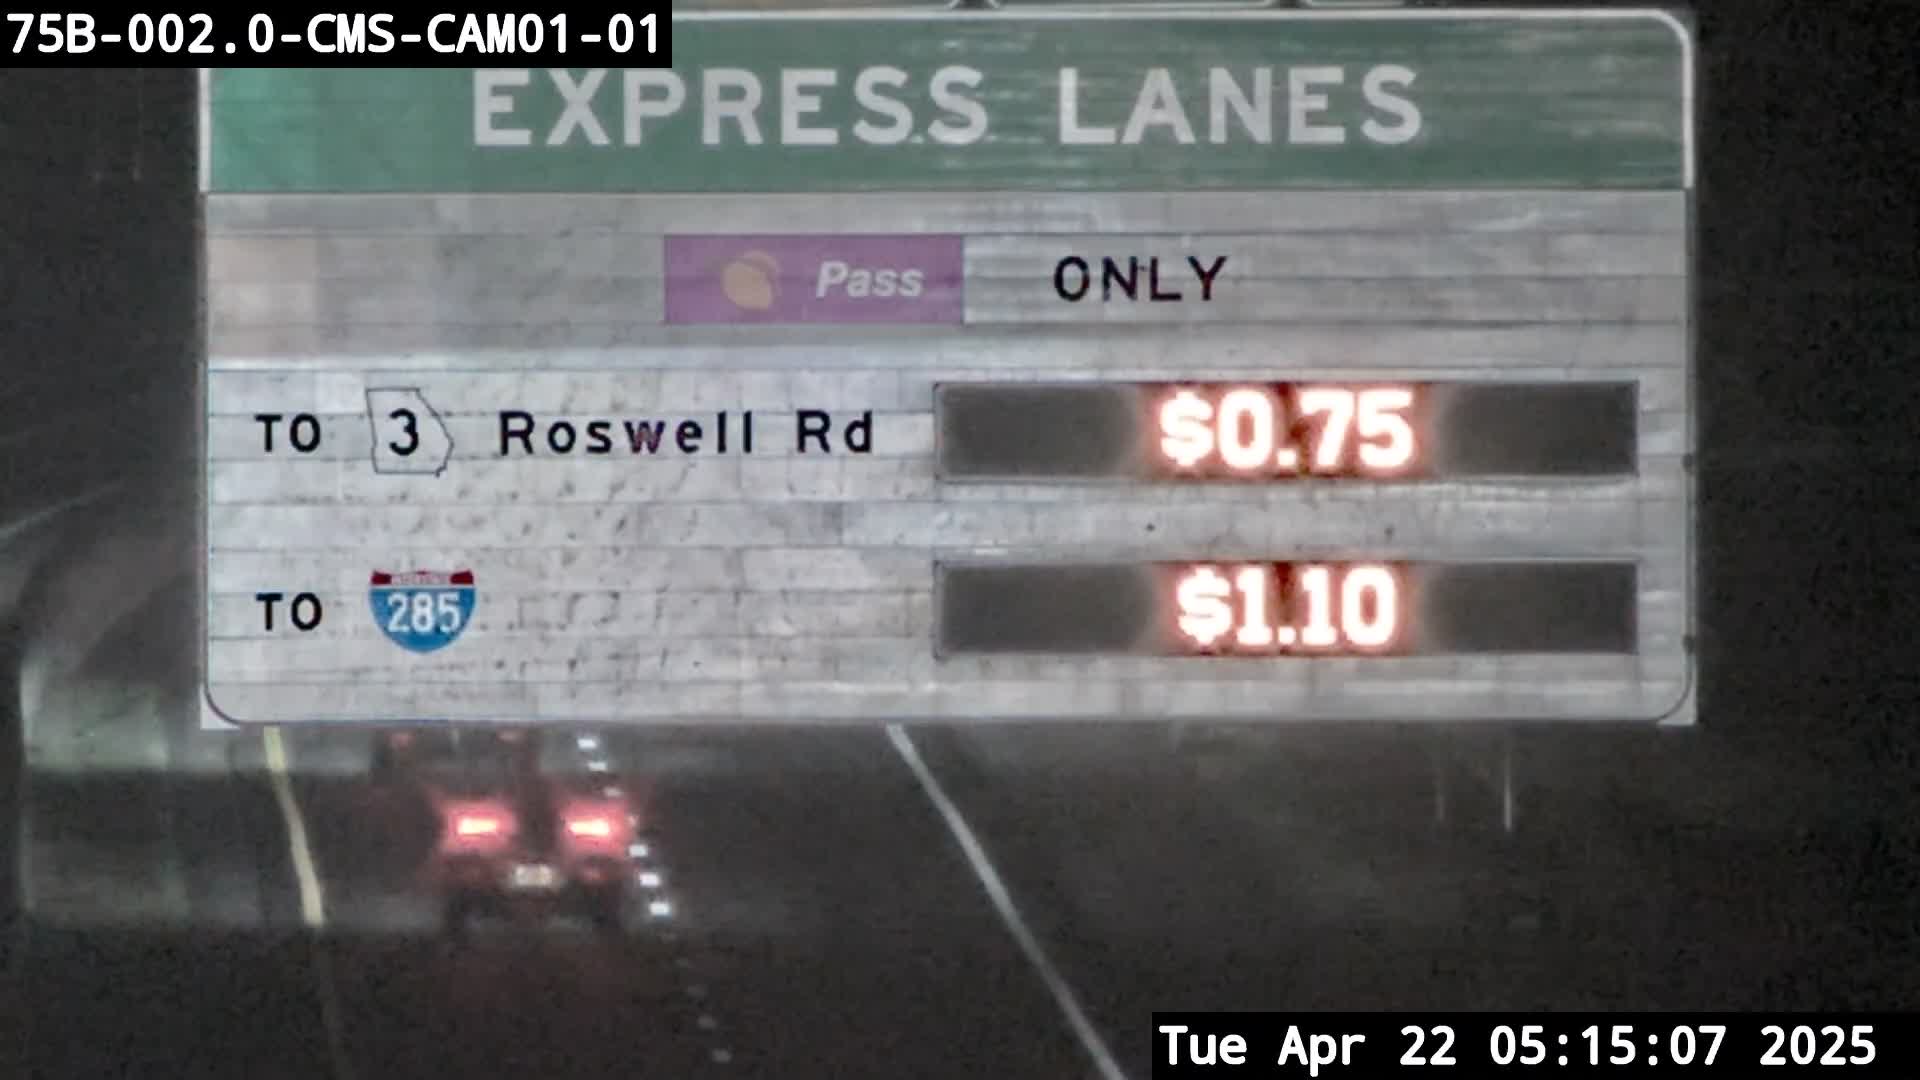 75B-002.0-CMS-CAM01-01
EXPRESS LANES
Pass ONLY
TO 3 Roswell Rd $0.75
TO 285 $1.10
Tue Apr 22 05:15:07 2025